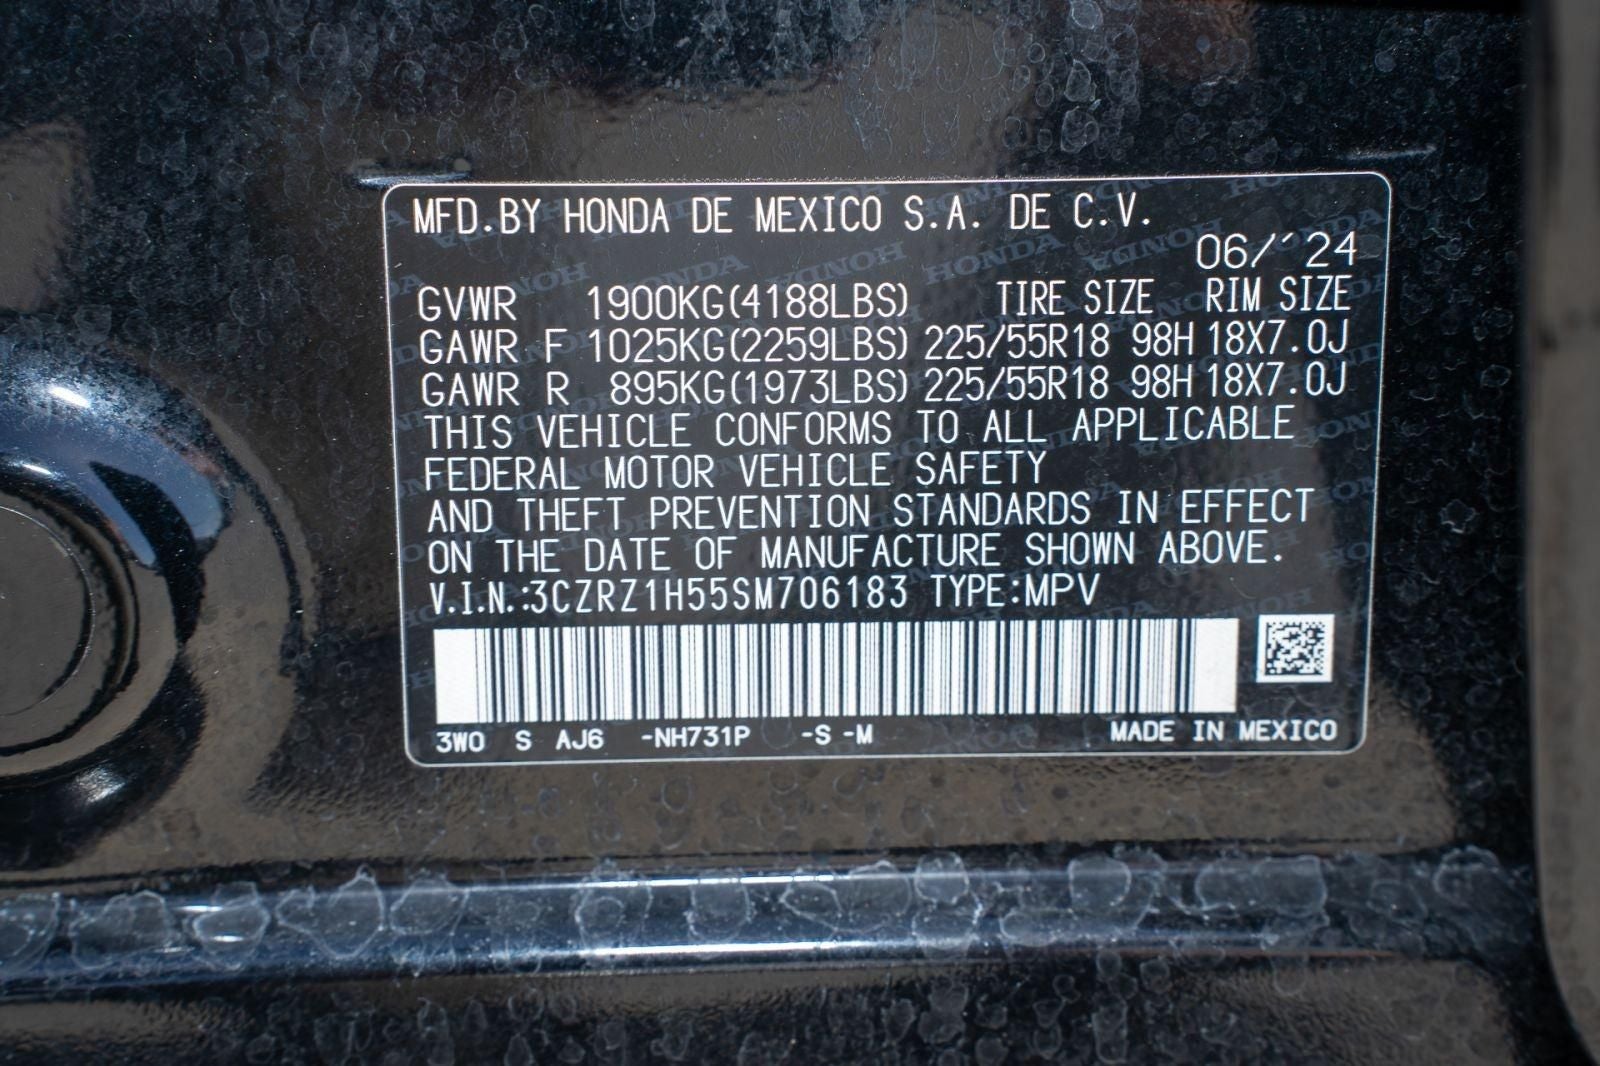 MFD.BY HONDA DE MEXICO S.A. DE C.V.
06/´24
GVWR 1900KG(4188LBS) TIRE SIZE RIM SIZE
GAWR F 1025KG(2259LBS) 225/55R18 98H 18X7.0J
GAWR R 895KG(1973LBS) 225/55R18 98H 18X7.0J
THIS VEHICLE CONFORMS TO ALL APPLICABLE
FEDERAL MOTOR VEHICLE SAFETY
AND THEFT PREVENTION STANDARDS IN EFFECT
ON THE DATE OF MANUFACTURE SHOWN ABOVE.
V.I.N.:3CZRZ1H55SM706183 TYPE:MPV
3W0 S AJ6 -NH731P -S -M MADE IN MEXICO